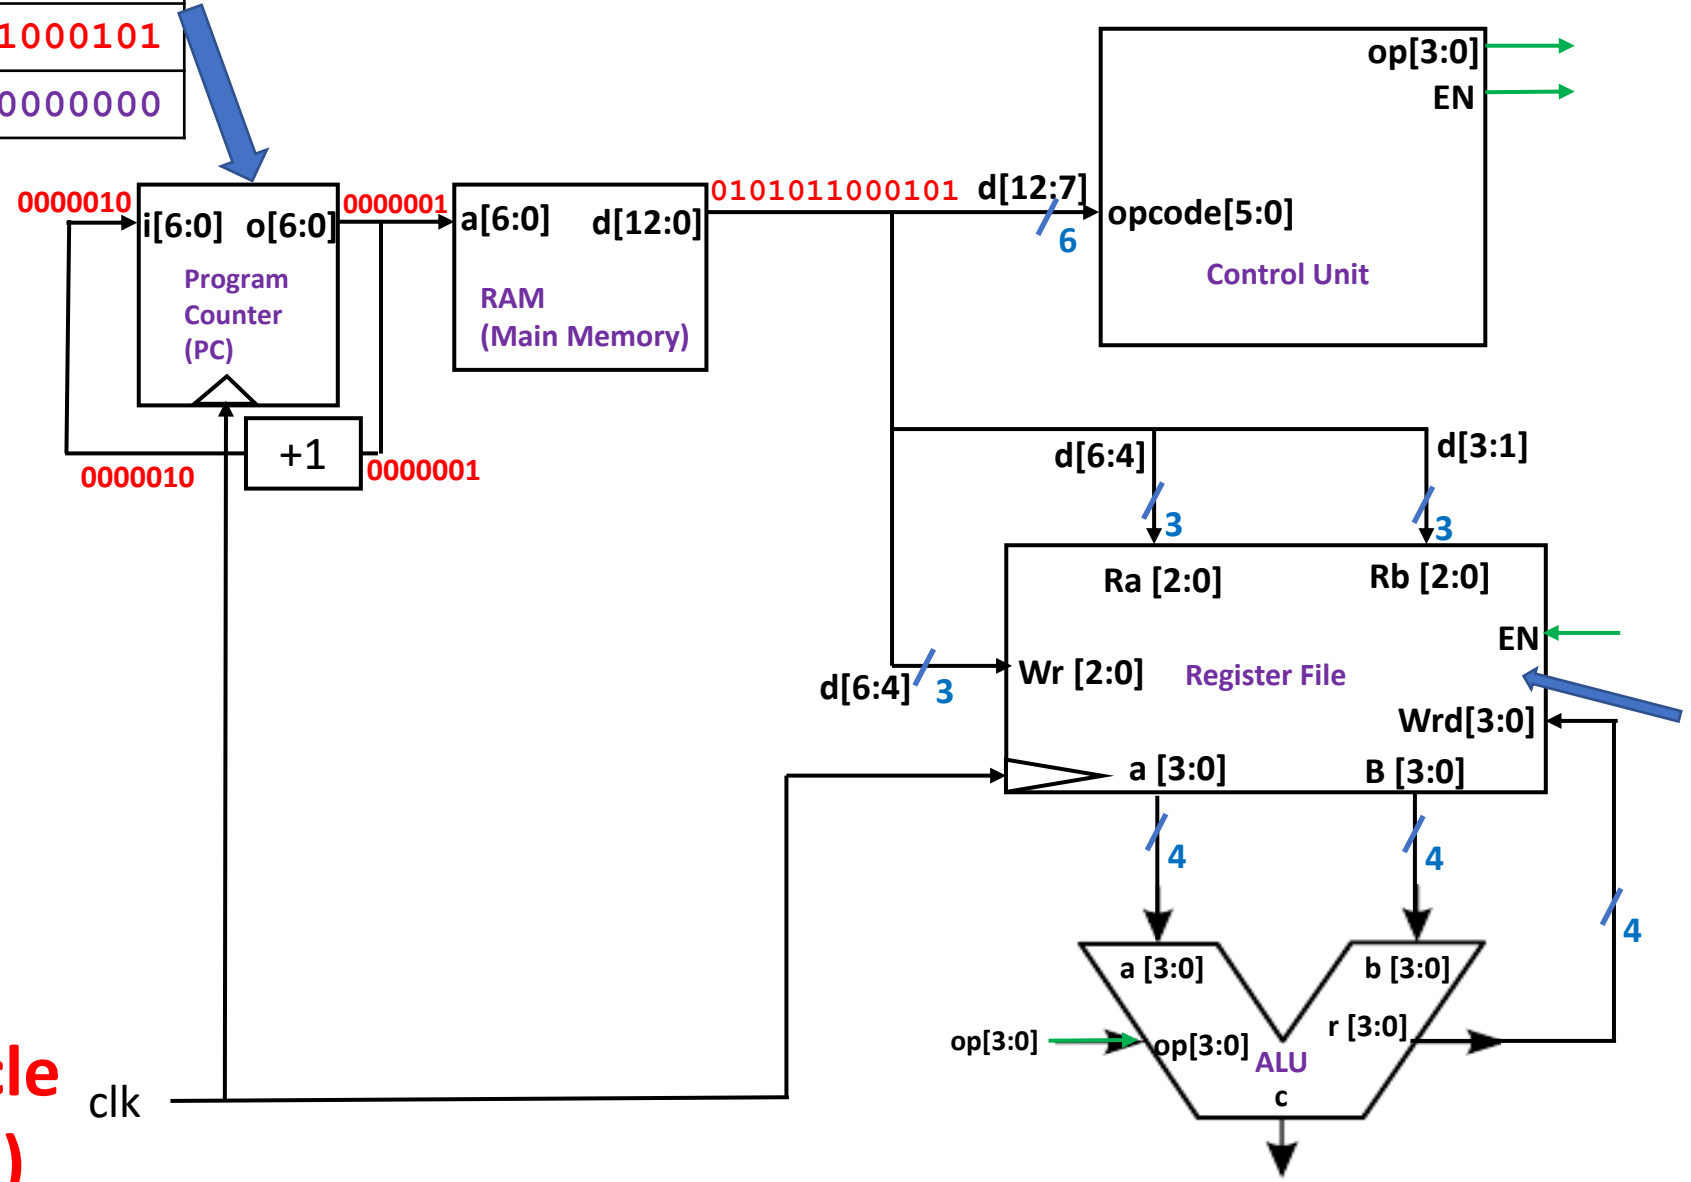 1000101
0000000
op[3:0]
EN
0000010
0000001
0101011000101
d[12:7]
6
i[6:0]
o[6:0]
a[6:0]
d[12:0]
opcode[5:0]
Program
Counter
(PC)
RAM
(Main Memory)
Control Unit
+1
0000010
0000001
d[6:4]
3
d[3:1]
3
Ra [2:0]
Rb [2:0]
EN
d[6:4]
3
Wr [2:0]
Register File
Wrd[3:0]
a [3:0]
B [3:0]
4
4
4
a [3:0]
b [3:0]
op[3:0]
op[3:0]
r [3:0]
ALU
c
cle
)
clk